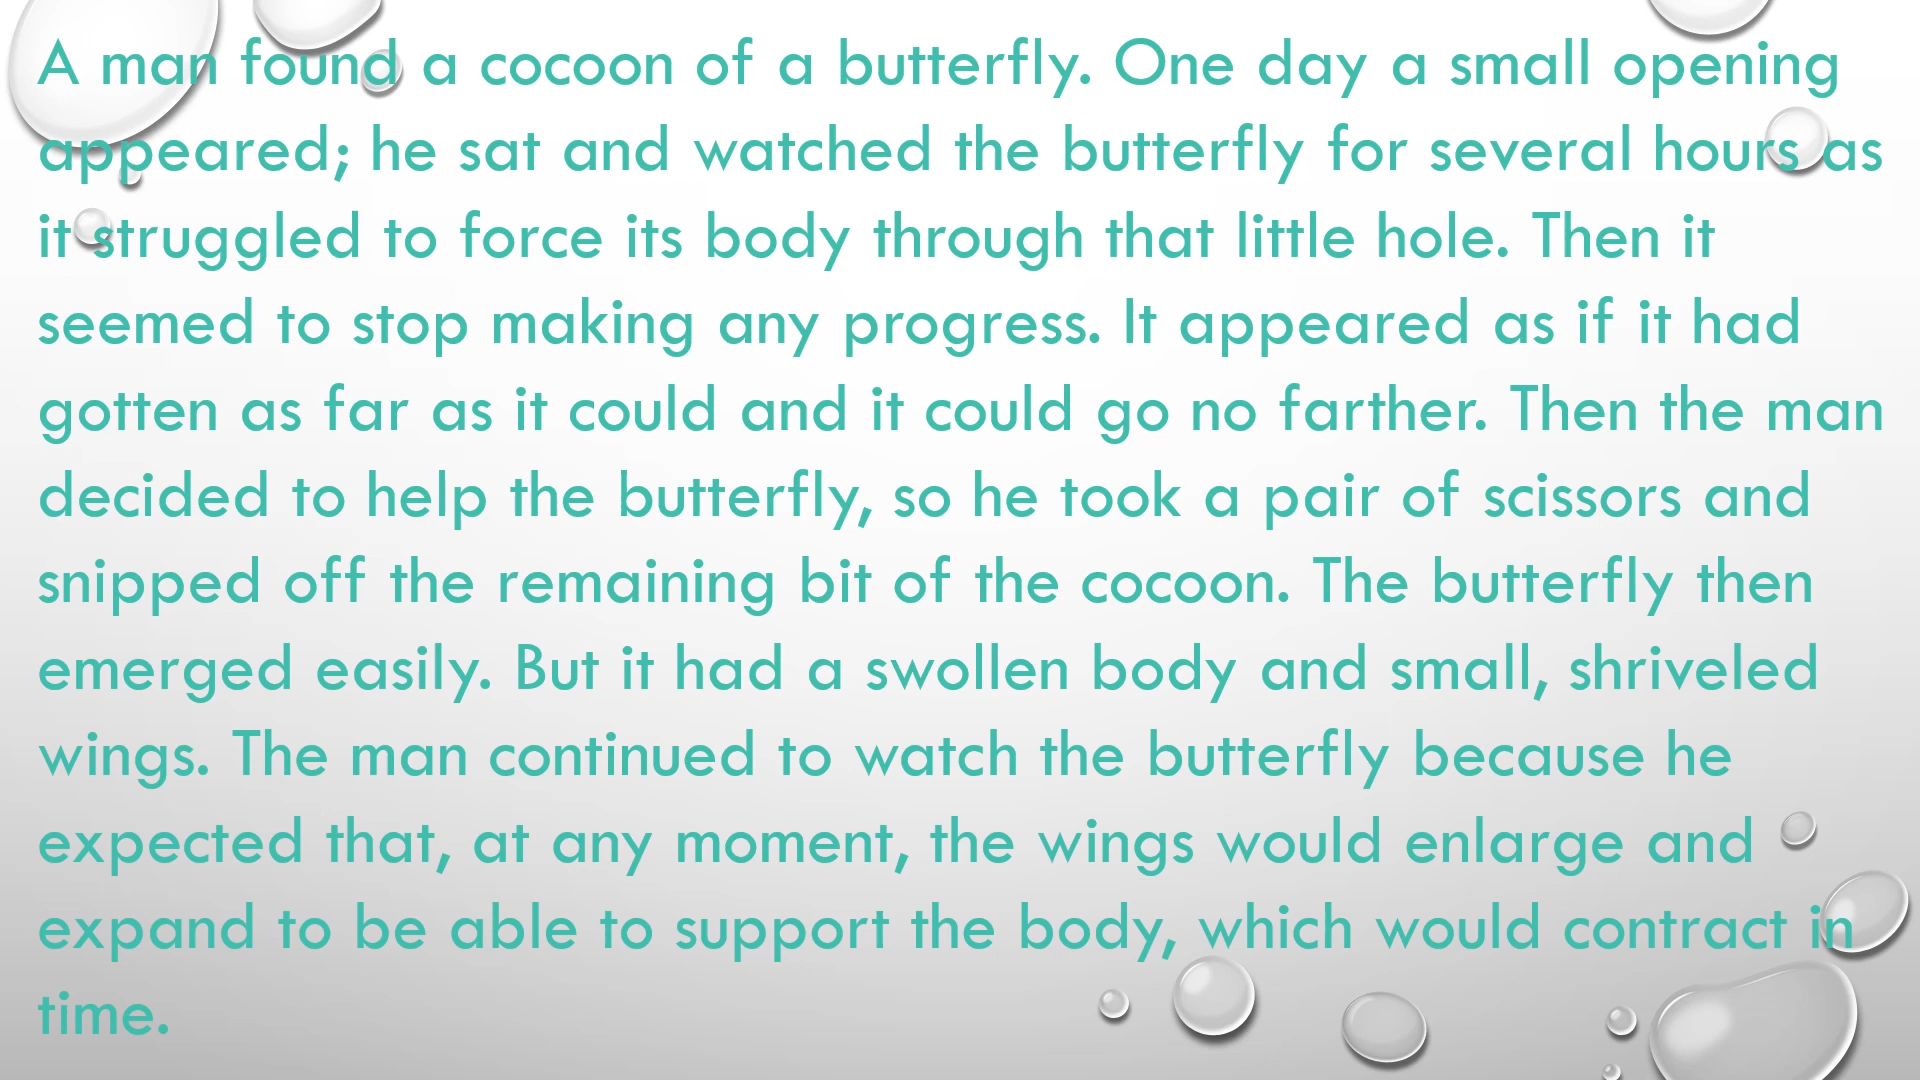 A man found a cocoon of a butterfly. One day a small opening
appeared; he sat and watched the butterfly for several hours as
it struggled to force its body through that little hole. Then it
seemed to stop making any progress. It appeared as if it had
gotten as far as it could and it could go no farther. Then the man
decided to help the butterfly, so he took a pair of scissors and
snipped off the remaining bit of the cocoon. The butterfly then
emerged easily. But it had a swollen body and small, shriveled
wings. The man continued to watch the butterfly because he
expected that, at any moment, the wings would enlarge and
expand to be able to support the body, which would contract in
time.